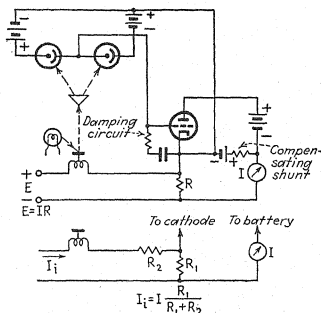 - +
+ -
Damping
circuit
+
-
- +
Compen-
sating
shunt
I
+
E
-
R
E=IR
To cathode
To battery
Ii
R2
R1
I
Ii=I R1
R1+R2